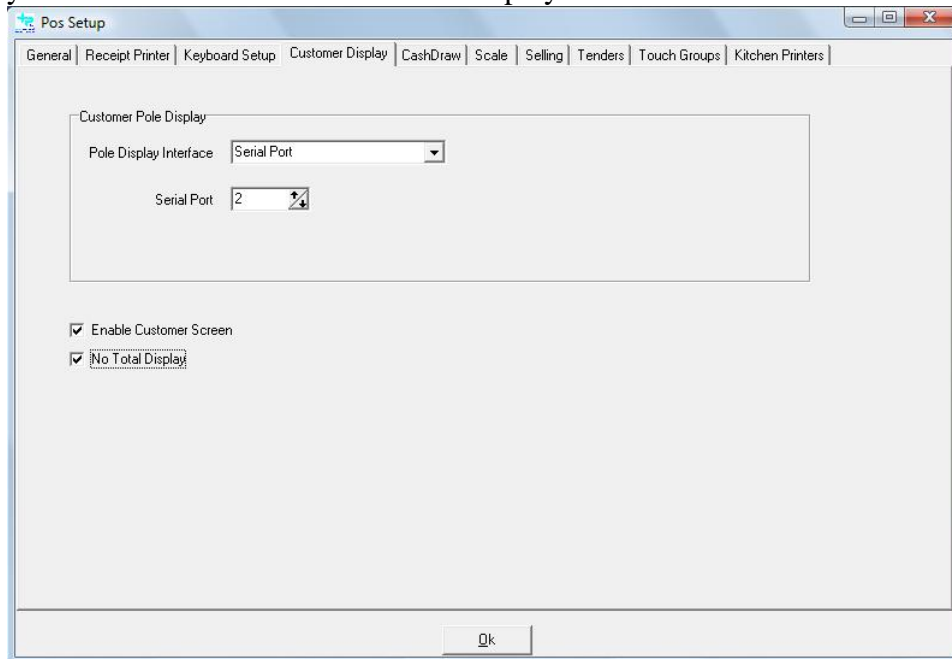 Pos Setup
General Receipt Printer Keyboard Setup Customer Display CashDraw Scale Selling Tenders Touch Groups Kitchen Printers
Customer Pole Display
Pole Display Interface Serial Port
Serial Port 2
Enable Customer Screen
No Total Display
Ok